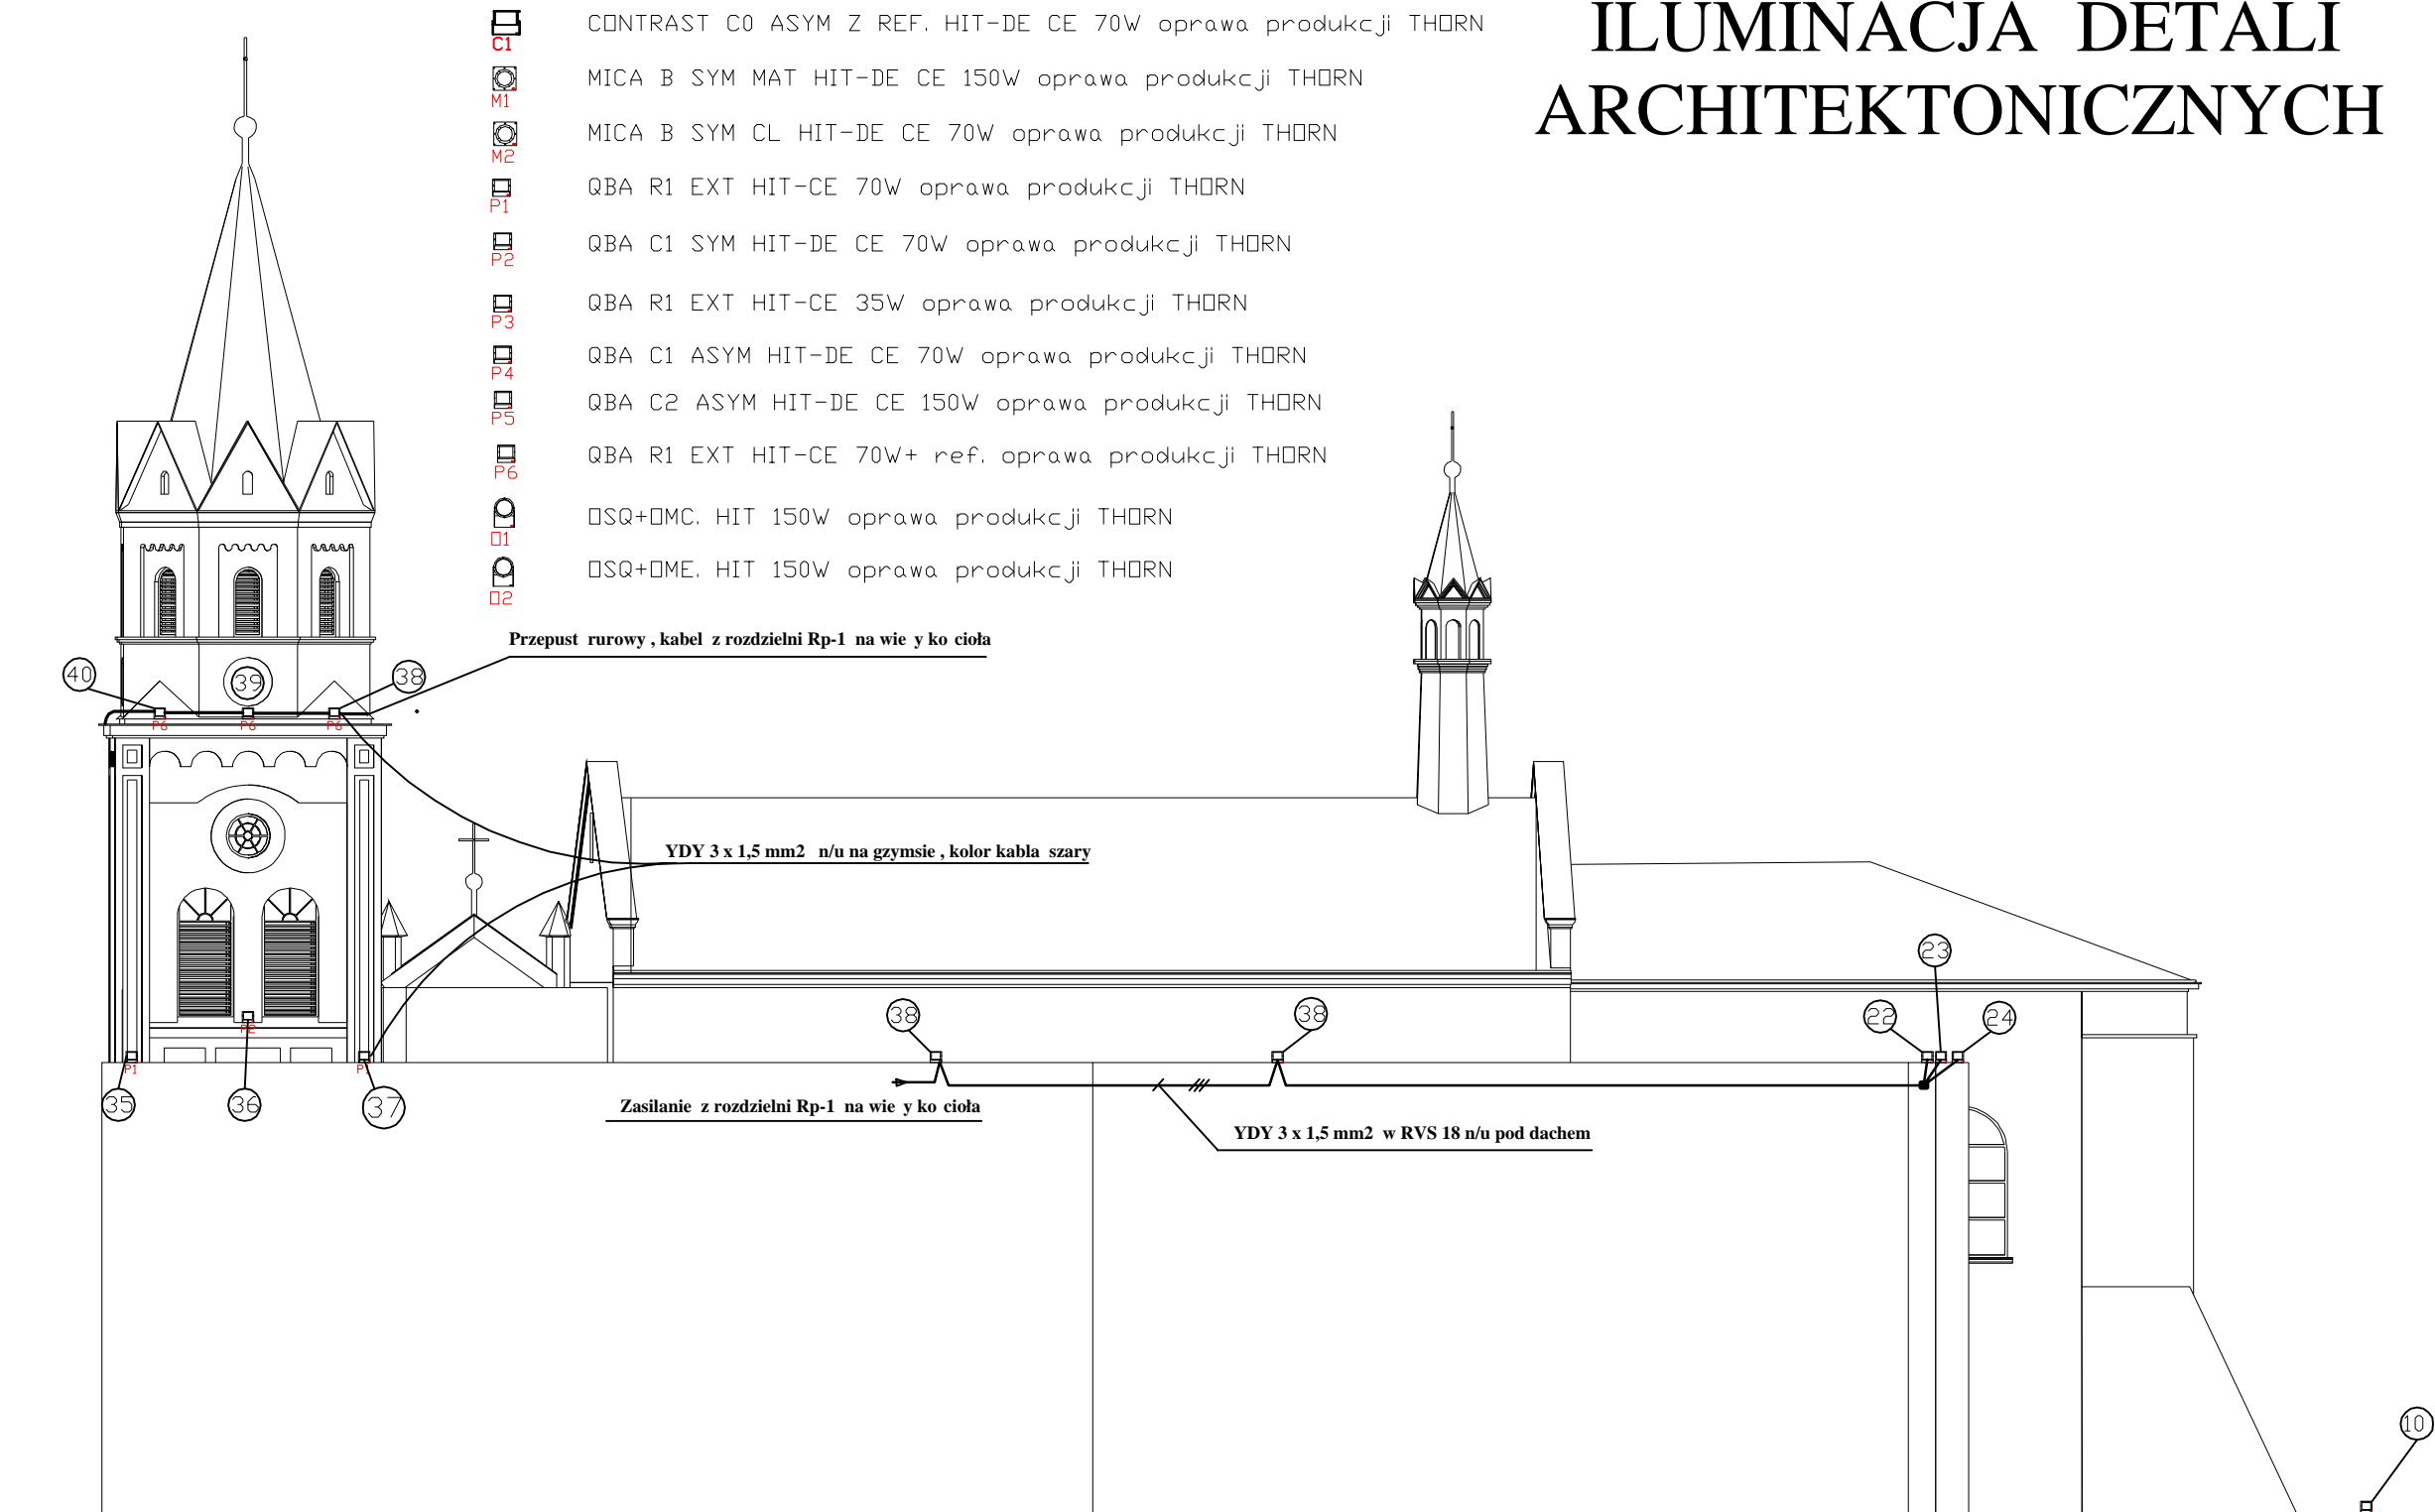 ILUMINACJA DETALI
ARCHITEKTONICZNYCH
C1 CONTRAST C0 ASYM Z REF. HIT-DE CE 70W oprawa produkcji THORN
M1 MICA B SYM MAT HIT-DE CE 150W oprawa produkcji THORN
M2 MICA B SYM CL HIT-DE CE 70W oprawa produkcji THORN
P1 QBA R1 EXT HIT-CE 70W oprawa produkcji THORN
P2 QBA C1 SYM HIT-DE CE 70W oprawa produkcji THORN
P3 QBA R1 EXT HIT-CE 35W oprawa produkcji THORN
P4 QBA C1 ASYM HIT-DE CE 70W oprawa produkcji THORN
P5 QBA C2 ASYM HIT-DE CE 150W oprawa produkcji THORN
P6 QBA R1 EXT HIT-CE 70W+ ref. oprawa produkcji THORN
O1 OSQ+OMC. HIT 150W oprawa produkcji THORN
O2 OSQ+OME. HIT 150W oprawa produkcji THORN
Przepust rurowy , kabel z rozdzielni Rp-1 na wie y ko cioła
40 39 38
P6 P6 P6
YDY 3 x 1,5 mm2 n/u na gzymsie , kolor kabla szary
23
38 38 22 24
P2
P1 P1
35 36 37
Zasilanie z rozdzielni Rp-1 na wie y ko cioła
YDY 3 x 1,5 mm2 w RVS 18 n/u pod dachem
10